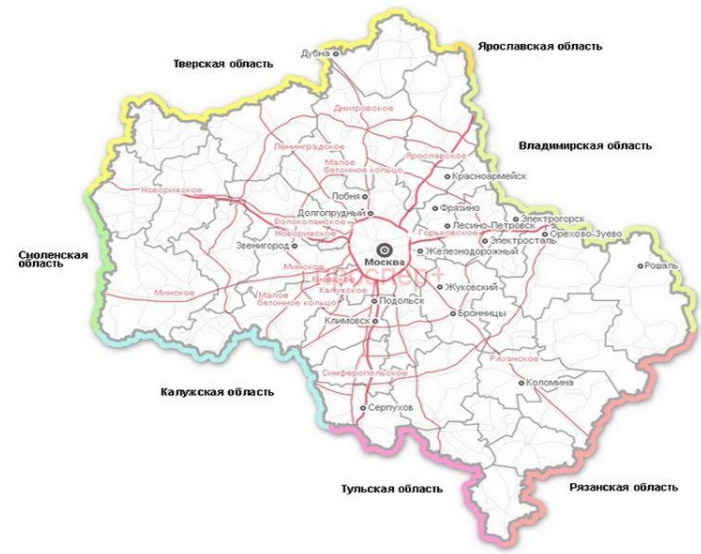 Ярославская область
Дубна
Тверская область
Дмитровское
Ленинградское
Владимирская область
Малое
бетонное кольцо
Ярославское
Красноармейск
Новорижское
Лобня
Фрязино
Долгопрудный
Электрогорск
Волоколамское
Лесино-Петровск
Новорижское
Горьковское
Орехово-Зуево
Звенигород
Электросталь
Железнодорожный
Смоленская
область
Москва
Рошаль
Минское
Киевское
Жуковский
Калужское
Минское
Малое
бетонное кольцо
Подольск
Бронницы
Климовск
Рязанское
Симферопольское
Коломина
Калужская область
Серпухов
Тульская область
Рязанская область